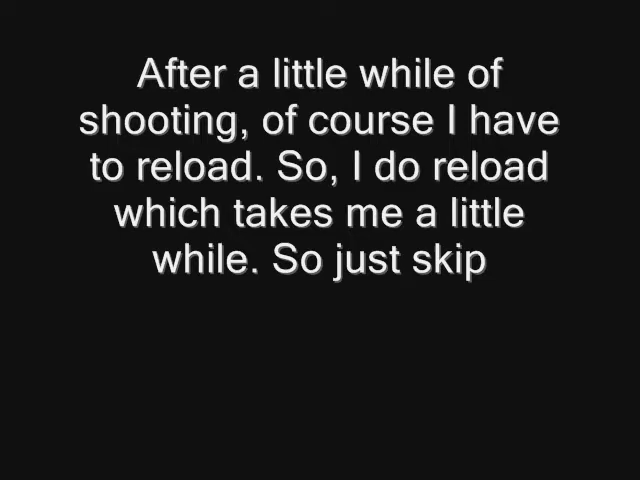 After a little while of
shooting, of course I have
to reload. So, I do reload
which takes me a little
while. So just skip